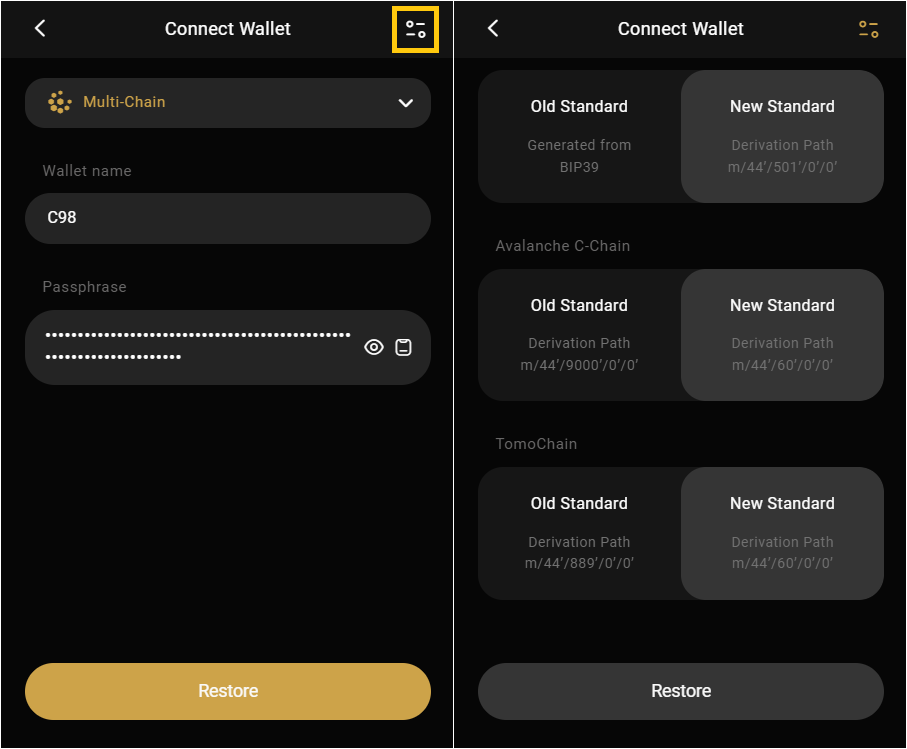 Connect Wallet
Multi-Chain
Wallet name
C98
Passphrase
Restore
Connect Wallet
Old Standard
Generated from
BIP39
New Standard
Derivation Path
m/44’/501’/0’/0’
Avalanche C-Chain
Old Standard
Derivation Path
m/44’/9000’/0’/0’
New Standard
Derivation Path
m/44’/60’/0’/0’
TomoChain
Old Standard
Derivation Path
m/44’/889’/0’/0’
New Standard
Derivation Path
m/44’/60’/0’/0’
Restore